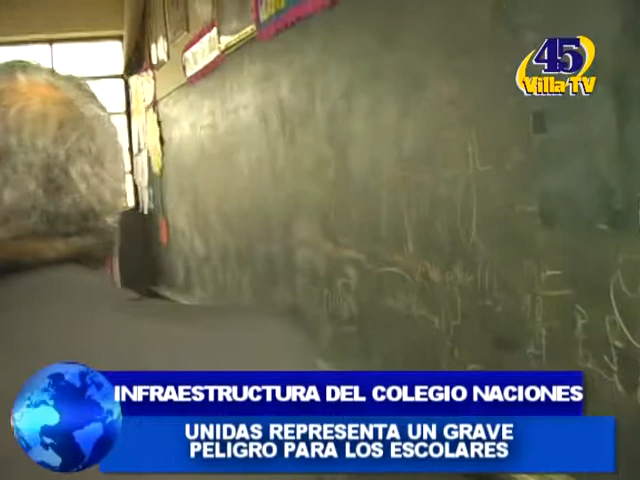 45
Villa TV
INFRAESTRUCTURA DEL COLEGIO NACIONES
UNIDAS REPRESENTA UN GRAVE
PELIGRO PARA LOS ESCOLARES